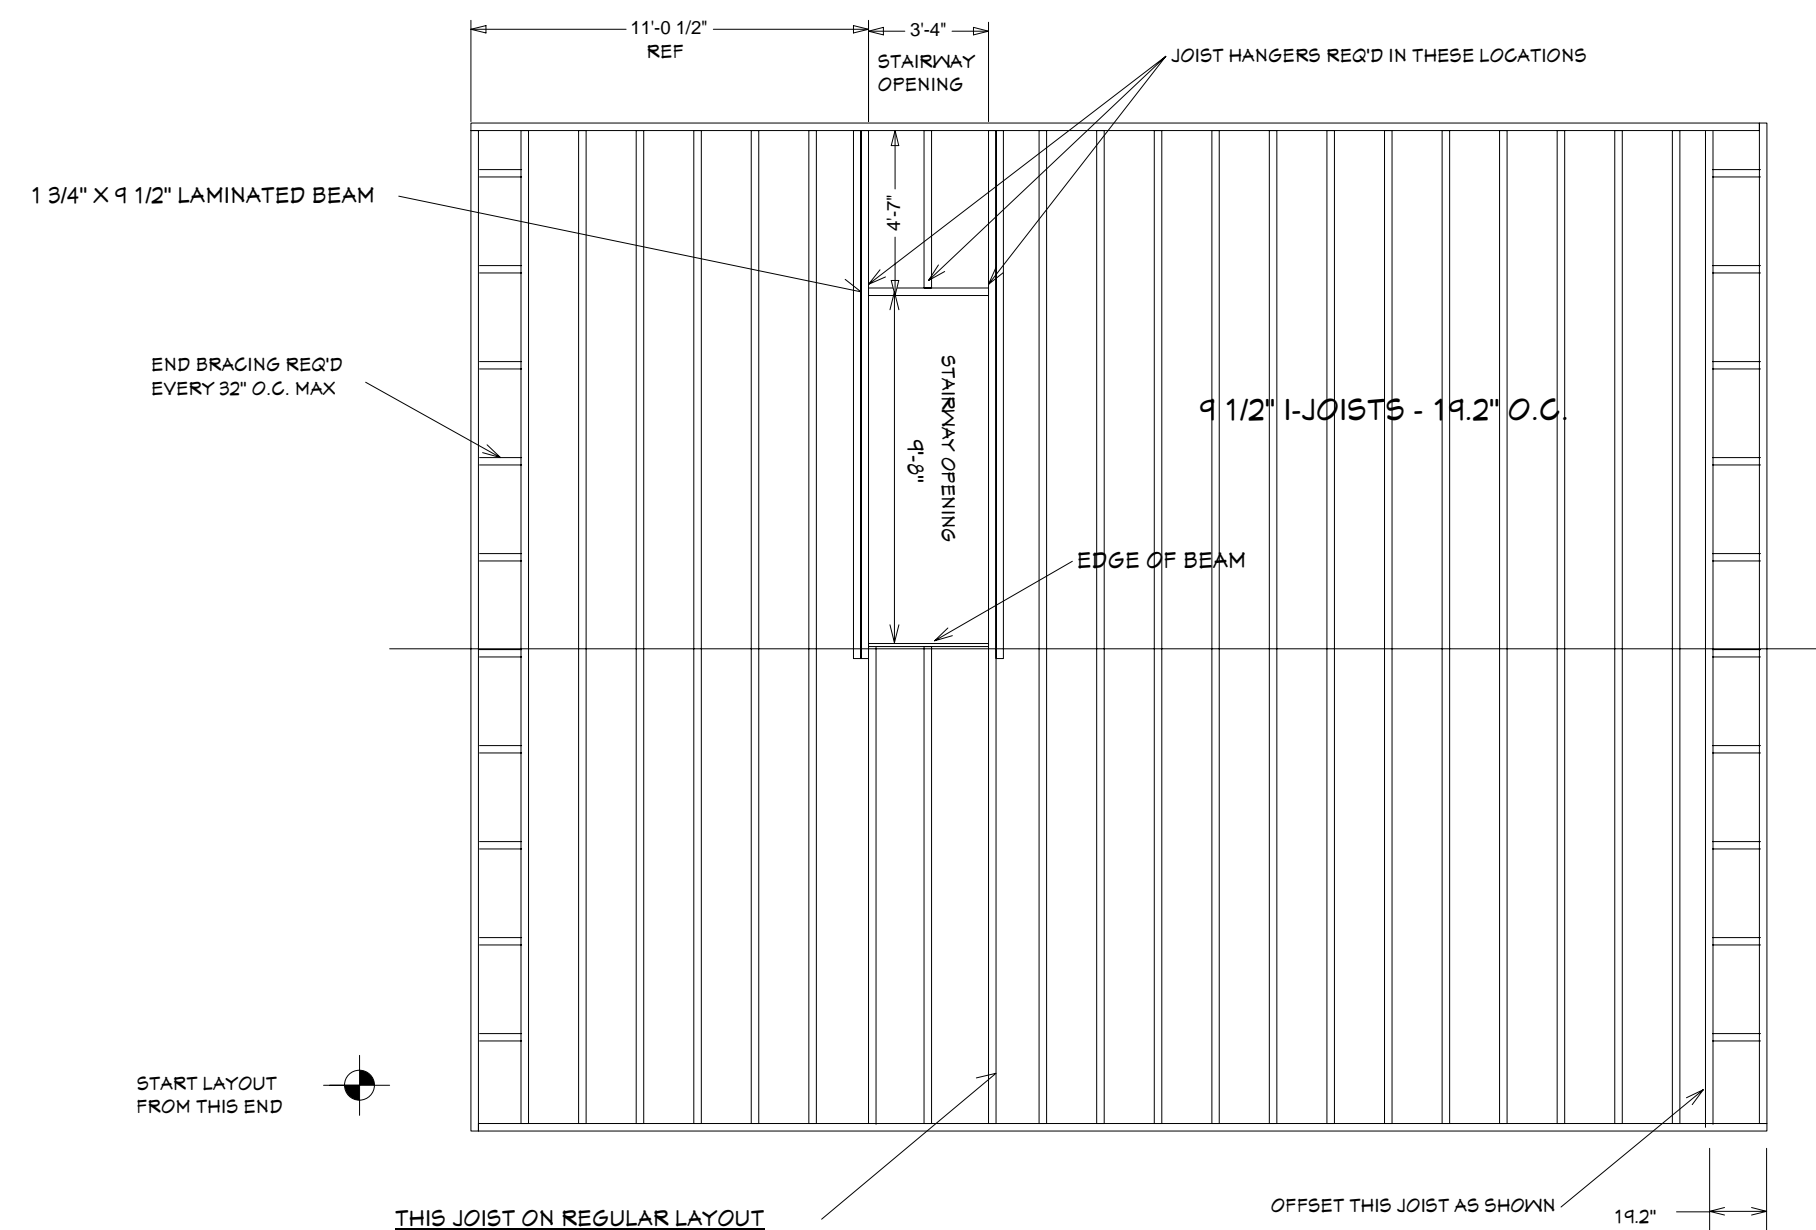 11'-0 1/2"
REF
3'-4"
STAIRWAY
OPENING
JOIST HANGERS REQ'D IN THESE LOCATIONS
1 3/4" X 9 1/2" LAMINATED BEAM
4'-7"
END BRACING REQ'D
EVERY 32" O.C. MAX
STAIRWAY OPENING
9'-8"
9 1/2" I-JOISTS - 19.2" O.C.
EDGE OF BEAM
START LAYOUT
FROM THIS END
THIS JOIST ON REGULAR LAYOUT
OFFSET THIS JOIST AS SHOWN
19.2"